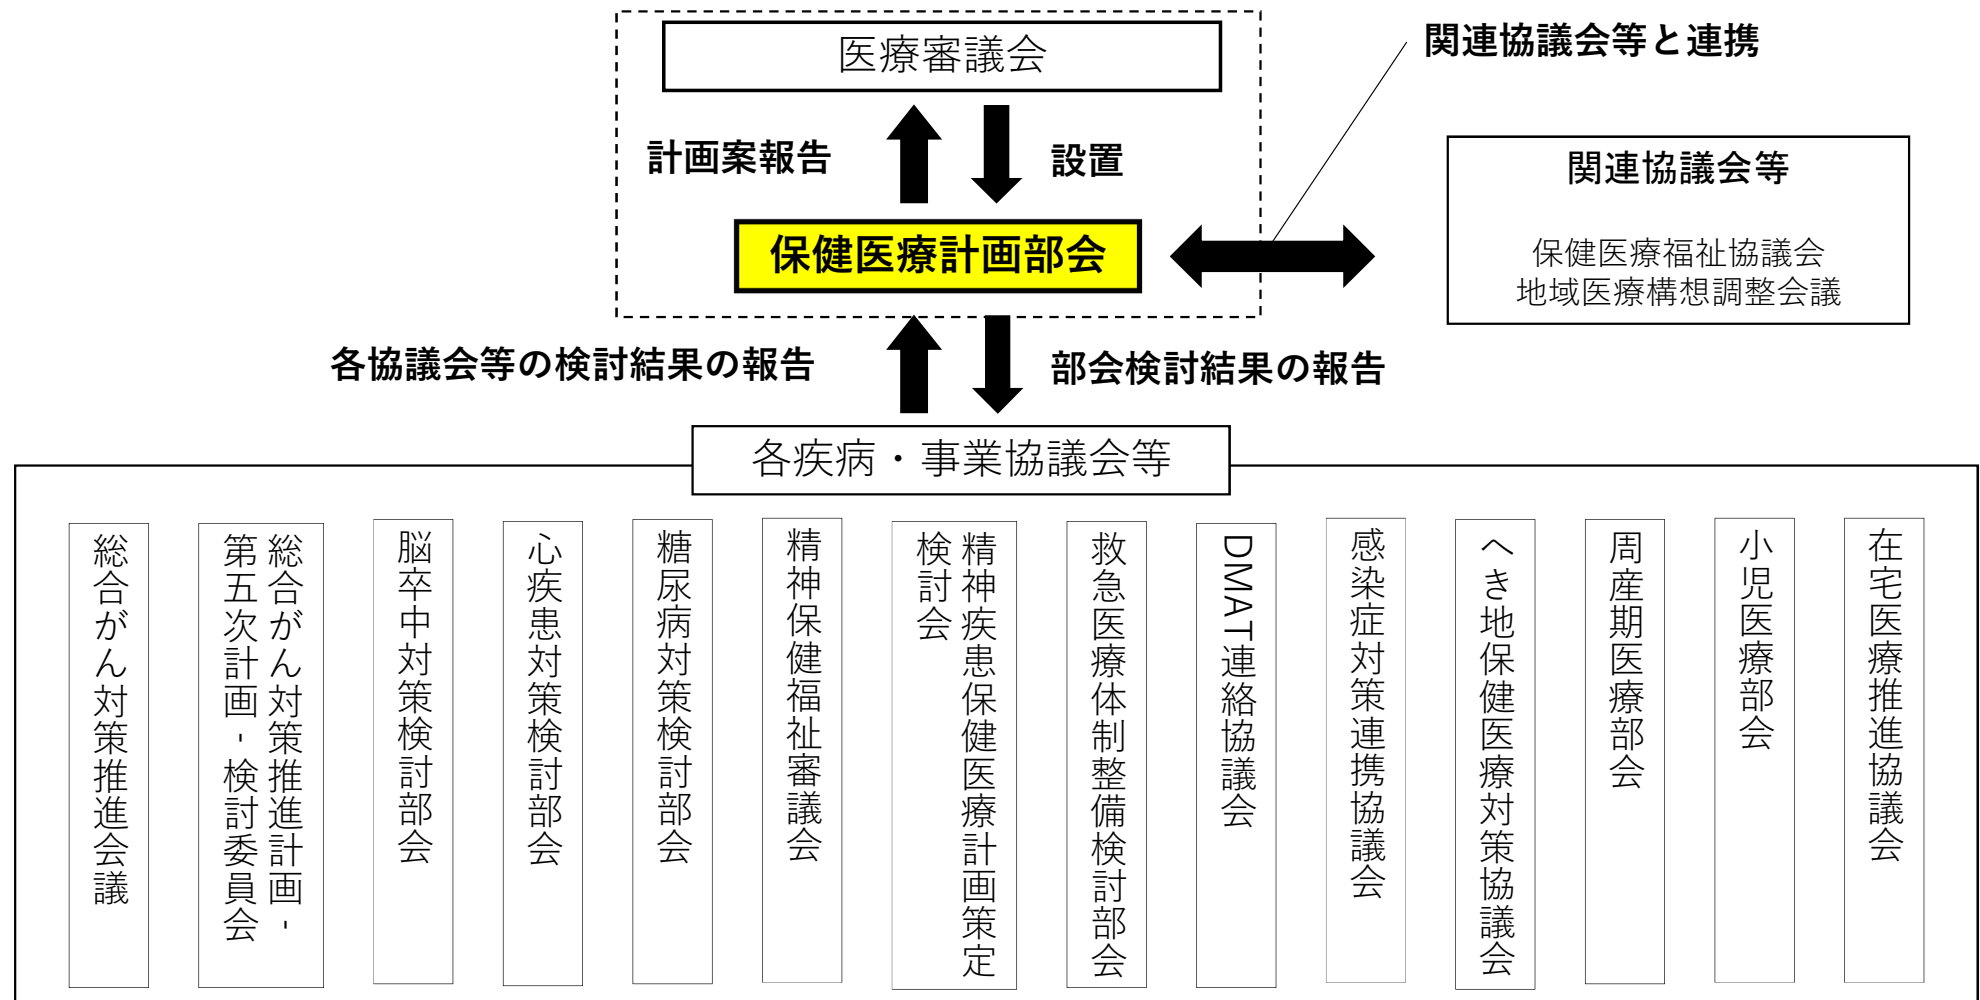 医療審議会
関連協議会等と連携
計画案報告
設置
関連協議会等
保健医療計画部会
保健医療福祉協議会
地域医療構想調整会議
各協議会等の検討結果の報告
部会検討結果の報告
各疾病・事業協議会等
総合がん対策推進会議
総合がん対策推進計画-
第五次計画-検討委員会
脳卒中対策検討部会
心疾患対策検討部会
糖尿病対策検討部会
精神保健福祉審議会
精神疾患保健医療計画策定
検討会
救急医療体制整備検討部会
DMAT連絡協議会
感染症対策連携協議会
へき地保健医療対策協議会
周産期医療部会
小児医療部会
在宅医療推進協議会